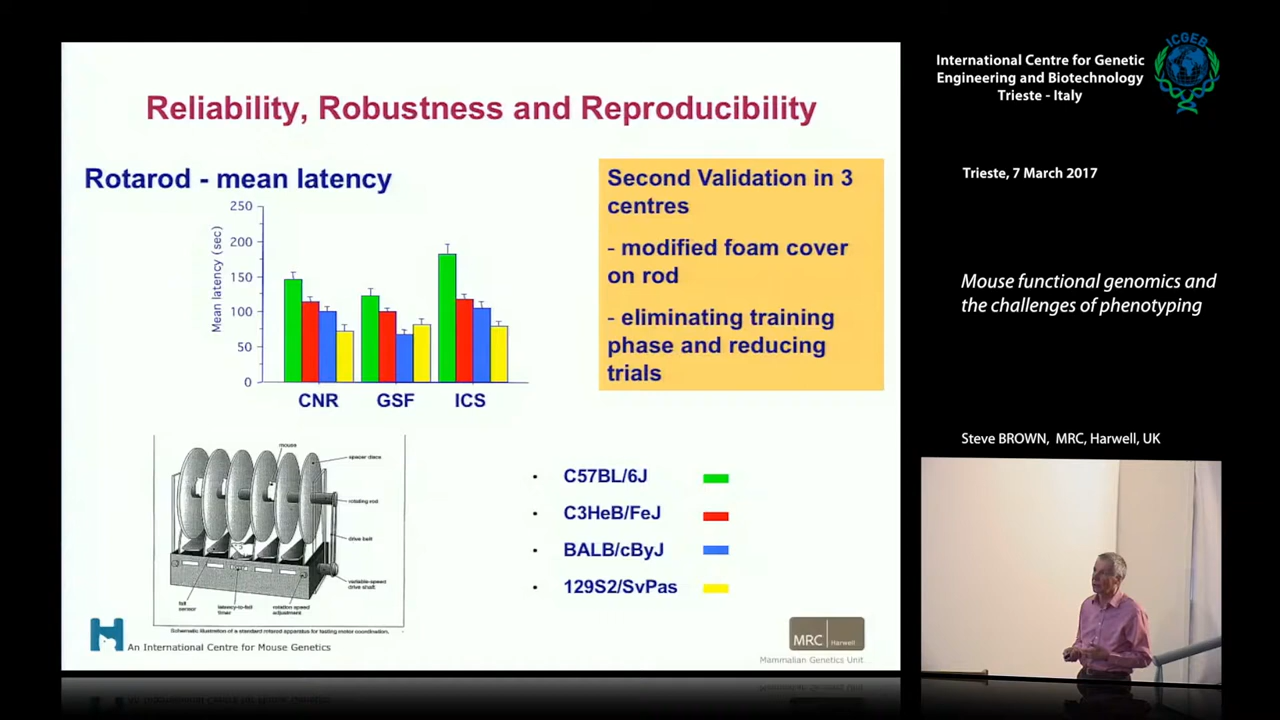 Reliability, Robustness and Reproducibility
Rotarod - mean latency
250
200
150
100
50
0
Mean latency (sec)
CNR GSF ICS
Second Validation in 3
centres
- modified foam cover
on rod
- eliminating training
phase and reducing
trials
mouse
spacer discs
rotating rod
drive belt
variable-speed
drive shaft
fall
sensor
latency-to-fall
timer
rotation speed
adjustment
Schematic illustration of a standard rotarod apparatus for testing motor coordination.
• C57BL/6J
• C3HeB/FeJ
• BALB/cByJ
• 129S2/SvPas
An International Centre for Mouse Genetics
MRC Harwell
Mammalian Genetics Unit
International Centre for Genetic
Engineering and Biotechnology
Trieste - Italy
ICGEB
Trieste, 7 March 2017
Mouse functional genomics and
the challenges of phenotyping
Steve BROWN, MRC, Harwell, UK